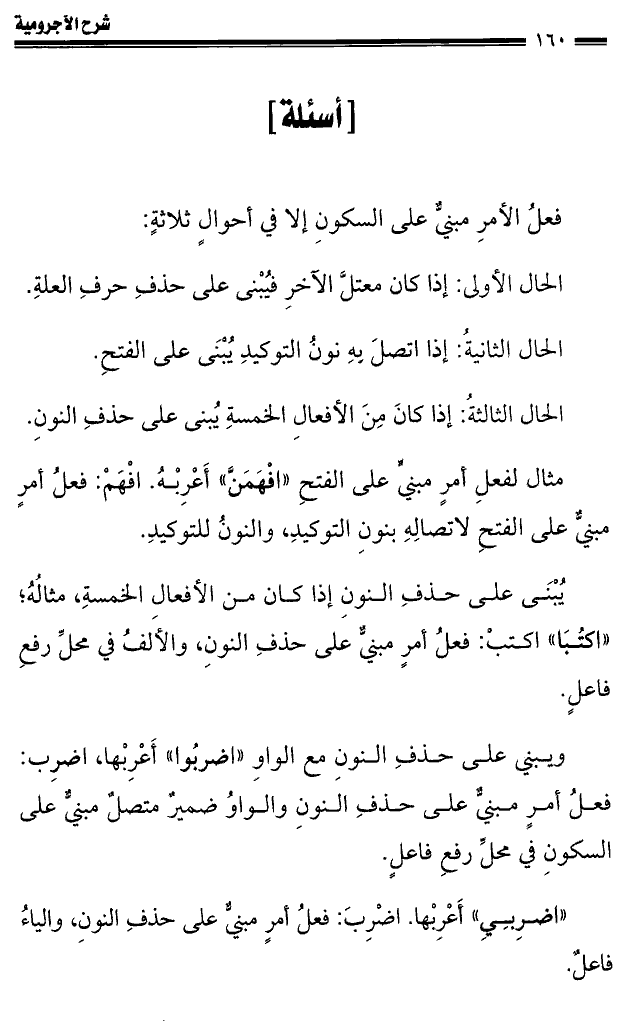 شرح الآجرومية
١٦٠
[أسئلة]
فعلُ الأمرِ مبنيٌّ على السكونِ إلا في أحوالٍ ثلاثةٍ:
الحال الأولى: إذا كان معتلَّ الآخرِ فيُبْنى على حذفِ حرفِ العلةِ.
الحال الثانيةُ: إذا اتصلَ بِهِ نونُ التوكيدِ يُبْنَى على الفتحِ.
الحال الثالثةُ: إذا كانَ مِنَ الأفعالِ الخمسةِ يُبنى على حذفِ النونِ.
مثال لفعلِ أمرٍ مبنيٍّ على الفتحِ «افْهَمَنَّ» أَعْرِبْهُ. افْهَمْ: فعلُ أمرٍ
مبنيٌّ على الفتحِ لاتصالِهِ بنونِ التوكيدِ، والنونُ للتوكيدِ.
يُبْنَى على حذفِ النونِ إذا كان من الأفعالِ الخمسةِ، مثالُهُ؛
«اكتُبَا» اكتبْ: فعلُ أمرٍ مبنيٌّ على حذفِ النونِ، والألفُ في محلِّ رفعِ
فاعلٍ.
ويبني على حذفِ النونِ مع الواوِ «اضربُوا» أَعْرِبْها، اضرِب:
فعلُ أمرٍ مبنيٌّ على حذفِ النونِ والواوُ ضميرٌ متصلٌ مبنيٌّ على
السكونِ في محلِّ رفعِ فاعلٍ.
«اضرِبِي» أَعْرِبْها. اضْرِبَ: فعلُ أمرٍ مبنيٌّ على حذفِ النونِ، والياءُ
فاعلٌ.